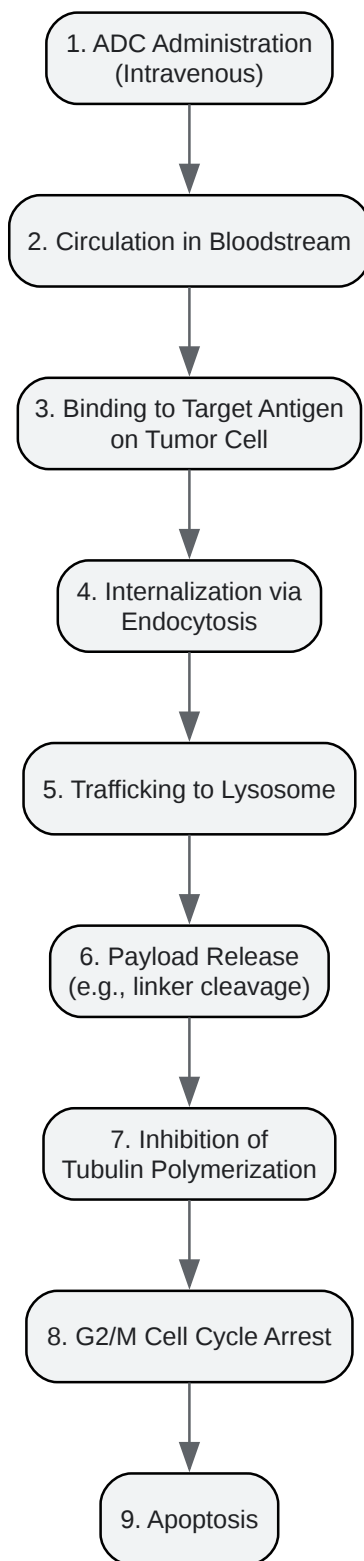 1. ADC Administration
(Intravenous)
2. Circulation in Bloodstream
3. Binding to Target Antigen
on Tumor Cell
4. Internalization via
Endocytosis
5. Trafficking to Lysosome
6. Payload Release
(e.g., linker cleavage)
7. Inhibition of
Tubulin Polymerization
8. G2/M Cell Cycle Arrest
9. Apoptosis